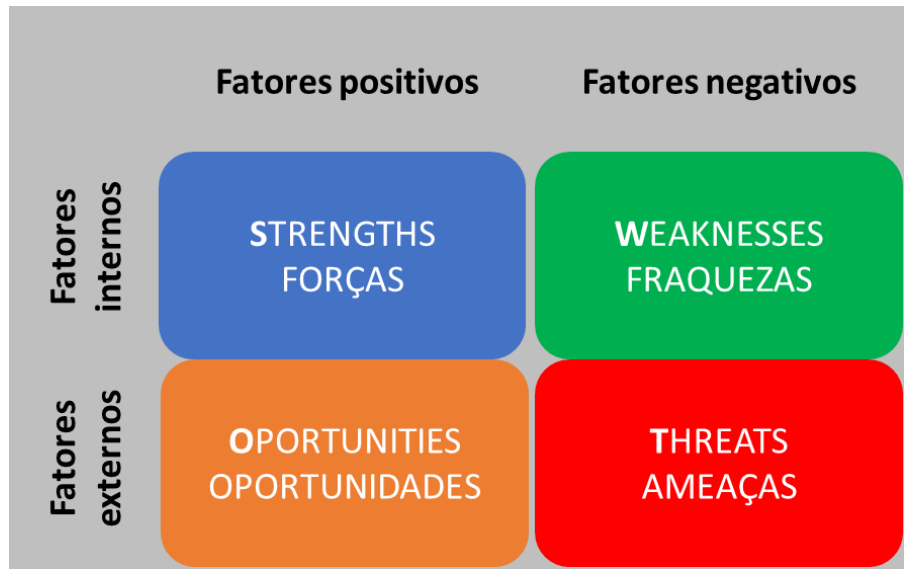 Fatores positivos
Fatores negativos
Fatores
internos
STRENGTHS
FORÇAS
WEAKNESSES
FRAQUEZAS
Fatores
externos
OPORTUNITIES
OPORTUNIDADES
THREATS
AMEAÇAS